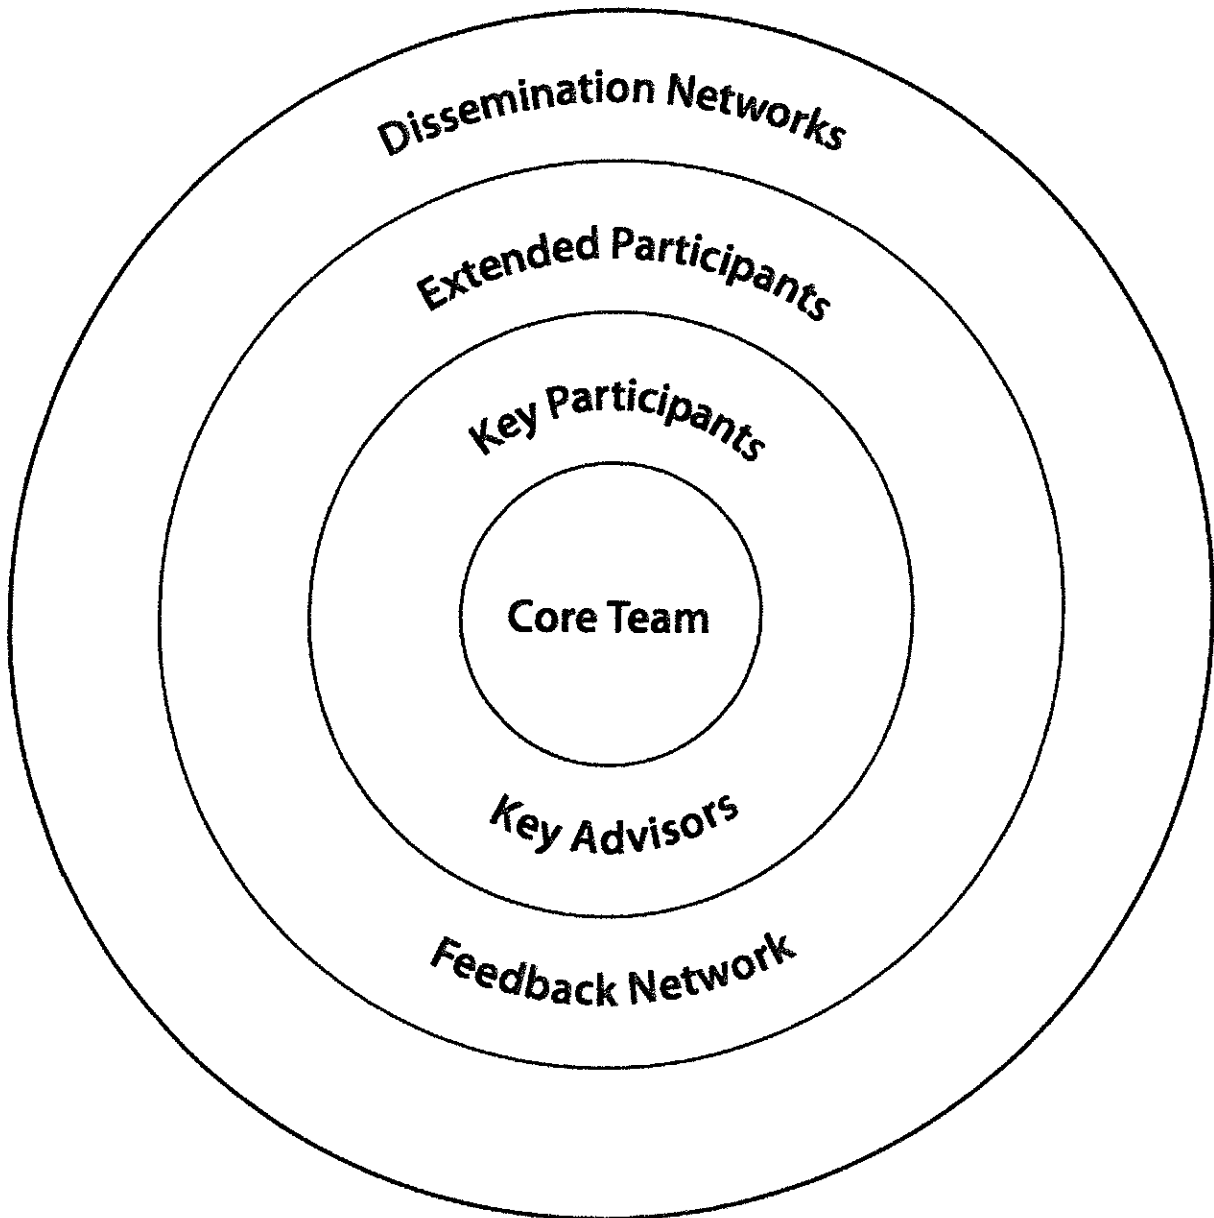 Dissemination Networks
Extended Participants
Key Participants
Core Team
Key Advisors
Feedback Network